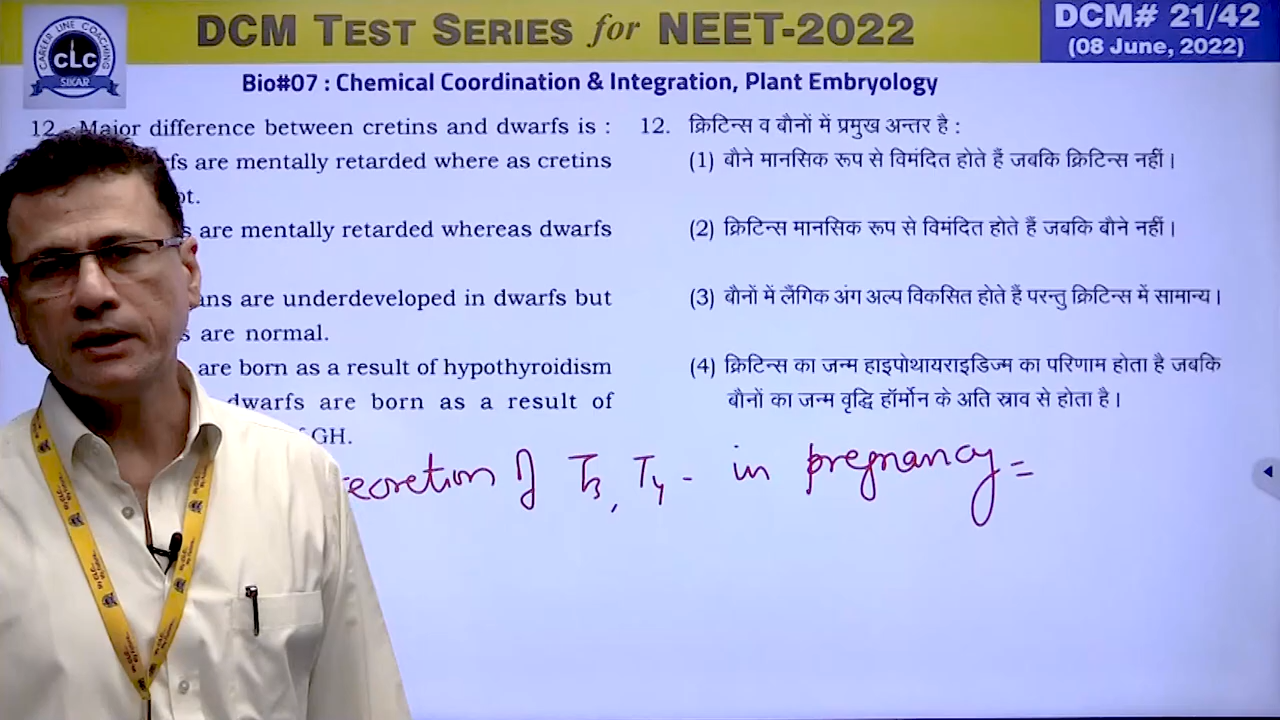 DCM TEST SERIES for NEET-2022
DCM# 21/42
(08 June, 2022)
CAREER LINE COACHING
CLC
SIKAR
Bio#07 : Chemical Coordination & Integration, Plant Embryology
12. Major difference between cretins and dwarfs is :
are mentally retarded where as cretins
are mentally retarded whereas dwarfs
are underdeveloped in dwarfs but
are normal.
are born as a result of hypothyroidism
dwarfs are born as a result of
GH.
12. क्रिटिन्स व बौनों में प्रमुख अन्तर है :
(1) बौने मानसिक रूप से विमंदित होते हैं जबकि क्रिटिन्स नहीं।
(2) क्रिटिन्स मानसिक रूप से विमंदित होते हैं जबकि बौने नहीं।
(3) बौनों में लैंगिक अंग अल्प विकसित होते हैं परन्तु क्रिटिन्स में सामान्य।
(4) क्रिटिन्स का जन्म हाइपोथायराइडिज्म का परिणाम होता है जबकि
बौनों का जन्म वृद्धि हॉर्मोन के अति स्राव से होता है।
of T3, T4 - in pregnancy =